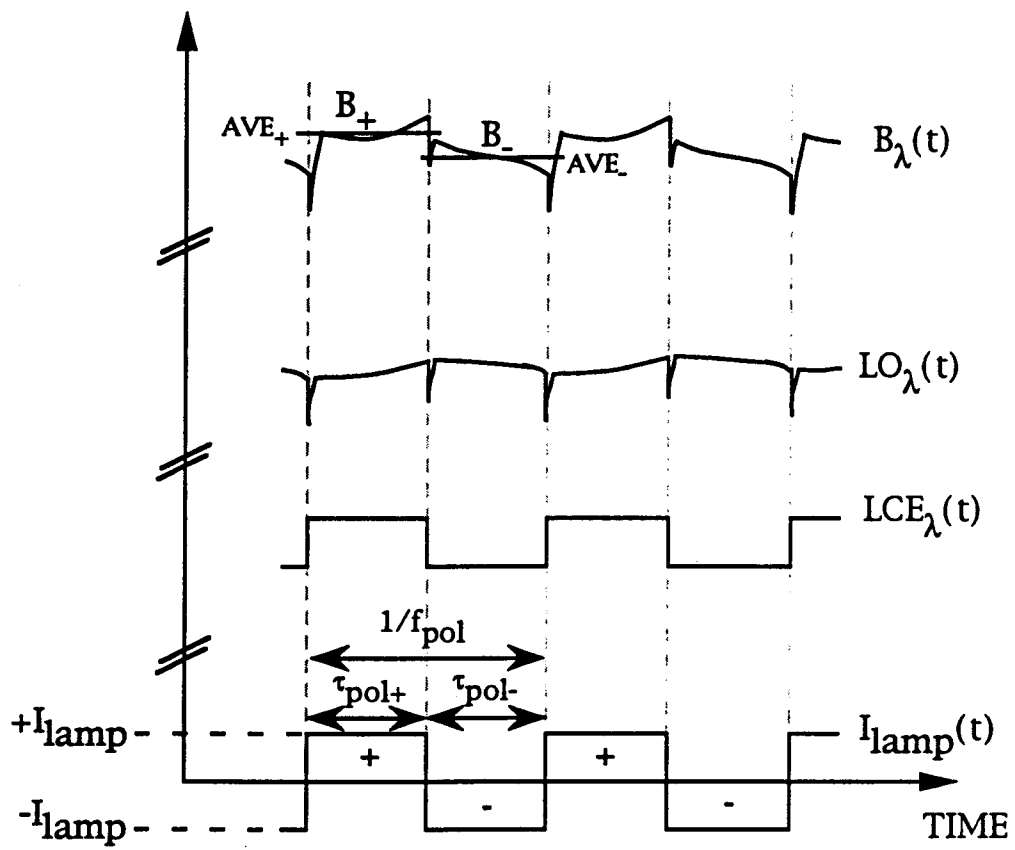 B₊
AVE₊
B₋
AVE₋
Bλ(t)
LOλ(t)
LCEλ(t)
1/fpol
τpol+
τpol-
+Ilamp
Ilamp(t)
+
+
-
-
-Ilamp
TIME